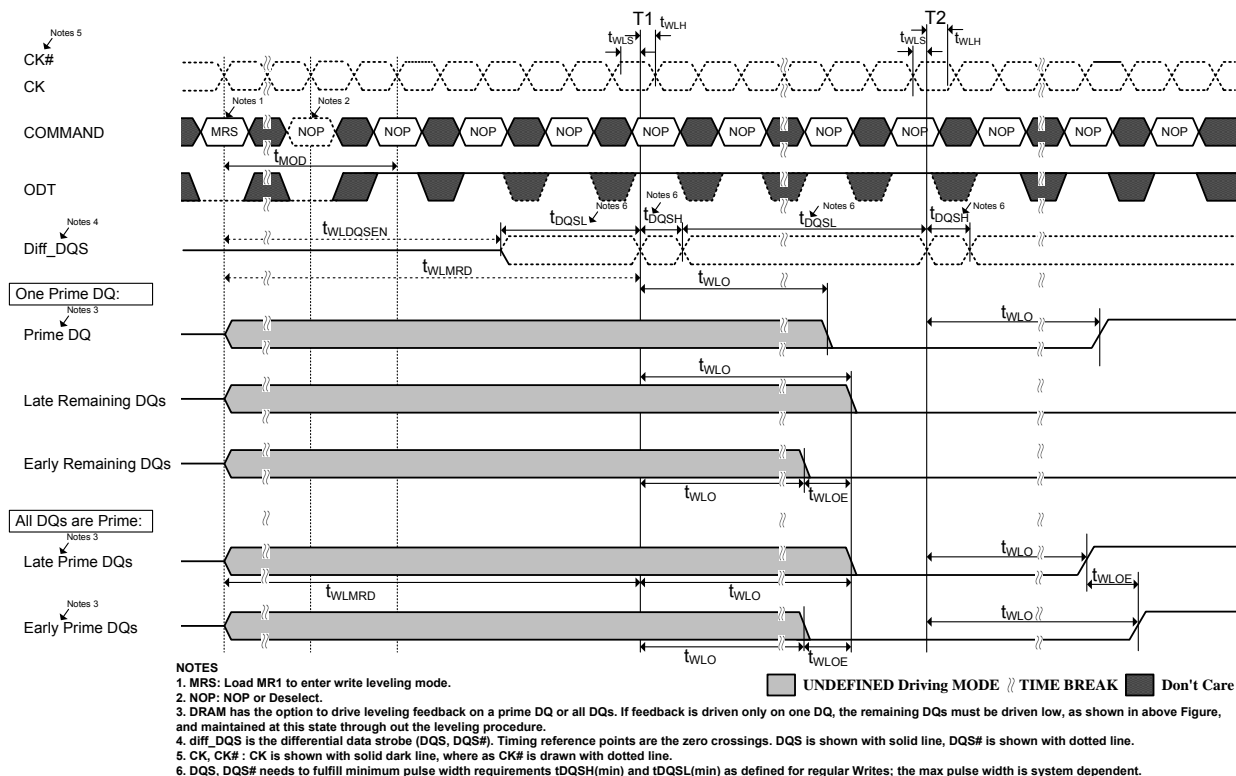 T1 T2
tWLS tWLH tWLS tWLH
Notes 5
CK#
CK
Notes 1 Notes 2
COMMAND MRS NOP NOP NOP NOP NOP NOP NOP NOP NOP NOP NOP
tMOD
ODT
Notes 6 Notes 6 Notes 6 Notes 6
tDQSL tDQSH tDQSL tDQSH
Notes 4
Diff_DQS tWLDQSEN
tWLMRD tWLO
One Prime DQ:
Notes 3
Prime DQ tWLO
tWLO
Late Remaining DQs
Early Remaining DQs
tWLO tWLOE
All DQs are Prime:
Notes 3
Late Prime DQs tWLO
tWLMRD tWLO tWLOE
Notes 3
Early Prime DQs tWLO
tWLO tWLOE
NOTES
1. MRS: Load MR1 to enter write leveling mode.
2. NOP: NOP or Deselect.
UNDEFINED Driving MODE TIME BREAK Don't Care
3. DRAM has the option to drive leveling feedback on a prime DQ or all DQs. If feedback is driven only on one DQ, the remaining DQs must be driven low, as shown in above Figure,
and maintained at this state through out the leveling procedure.
4. diff_DQS is the differential data strobe (DQS, DQS#). Timing reference points are the zero crossings. DQS is shown with solid line, DQS# is shown with dotted line.
5. CK, CK# : CK is shown with solid dark line, where as CK# is drawn with dotted line.
6. DQS, DQS# needs to fulfill minimum pulse width requirements tDQSH(min) and tDQSL(min) as defined for regular Writes; the max pulse width is system dependent.